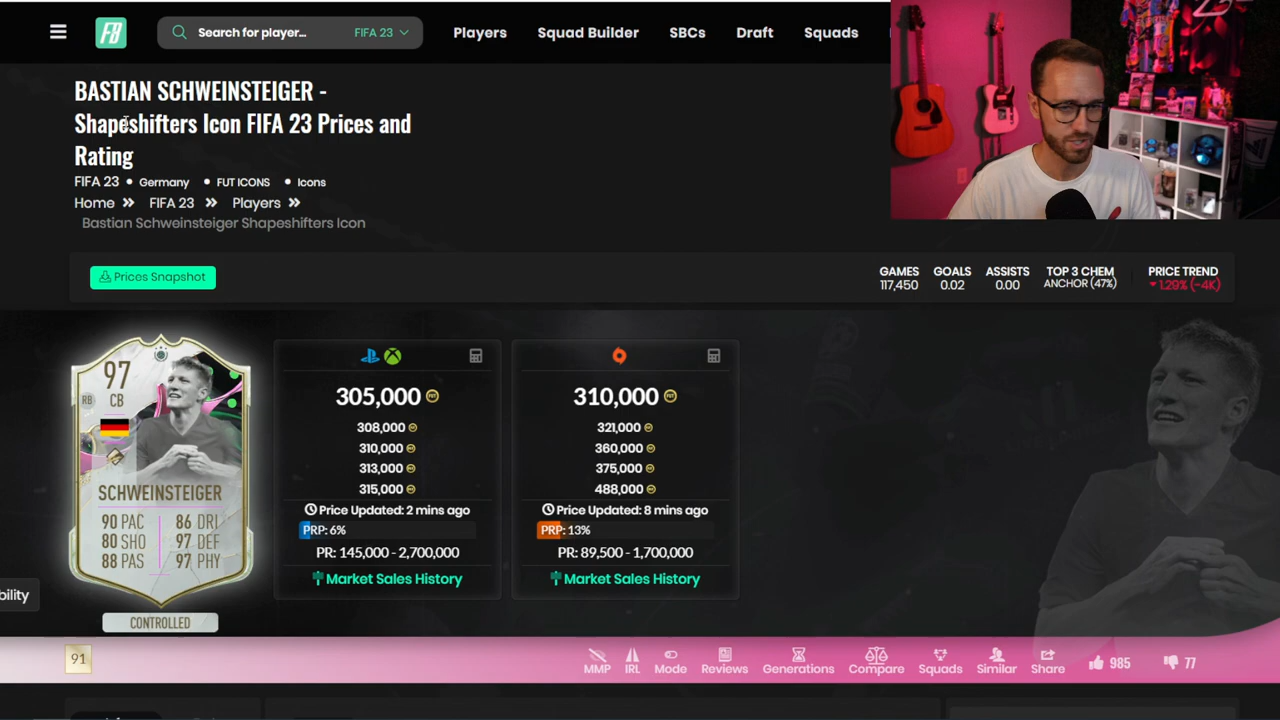 FB
Search for player...
FIFA 23
Players
Squad Builder
SBCs
Draft
Squads
BASTIAN SCHWEINSTEIGER -
Shapeshifters Icon FIFA 23 Prices and
Rating
FIFA 23 • Germany • FUT ICONS • Icons
Home » FIFA 23 » Players »
Bastian Schweinsteiger Shapeshifters Icon
Prices Snapshot
GAMES
117,450
GOALS
0.02
ASSISTS
0.00
TOP 3 CHEM
ANCHOR (47%)
PRICE TREND
1.29% (-4K)
97
CB
RB
SCHWEINSTEIGER
90 PAC 86 DRI
80 SHO 97 DEF
88 PAS 97 PHY
CONTROLLED
305,000
308,000
310,000
313,000
315,000
Price Updated: 2 mins ago
PRP: 6%
PR: 145,000 - 2,700,000
Market Sales History
310,000
321,000
360,000
375,000
488,000
Price Updated: 8 mins ago
PRP: 13%
PR: 89,500 - 1,700,000
Market Sales History
bility
91
MMP
IRL
Mode
Reviews
Generations
Compare
Squads
Similar
Share
985
77